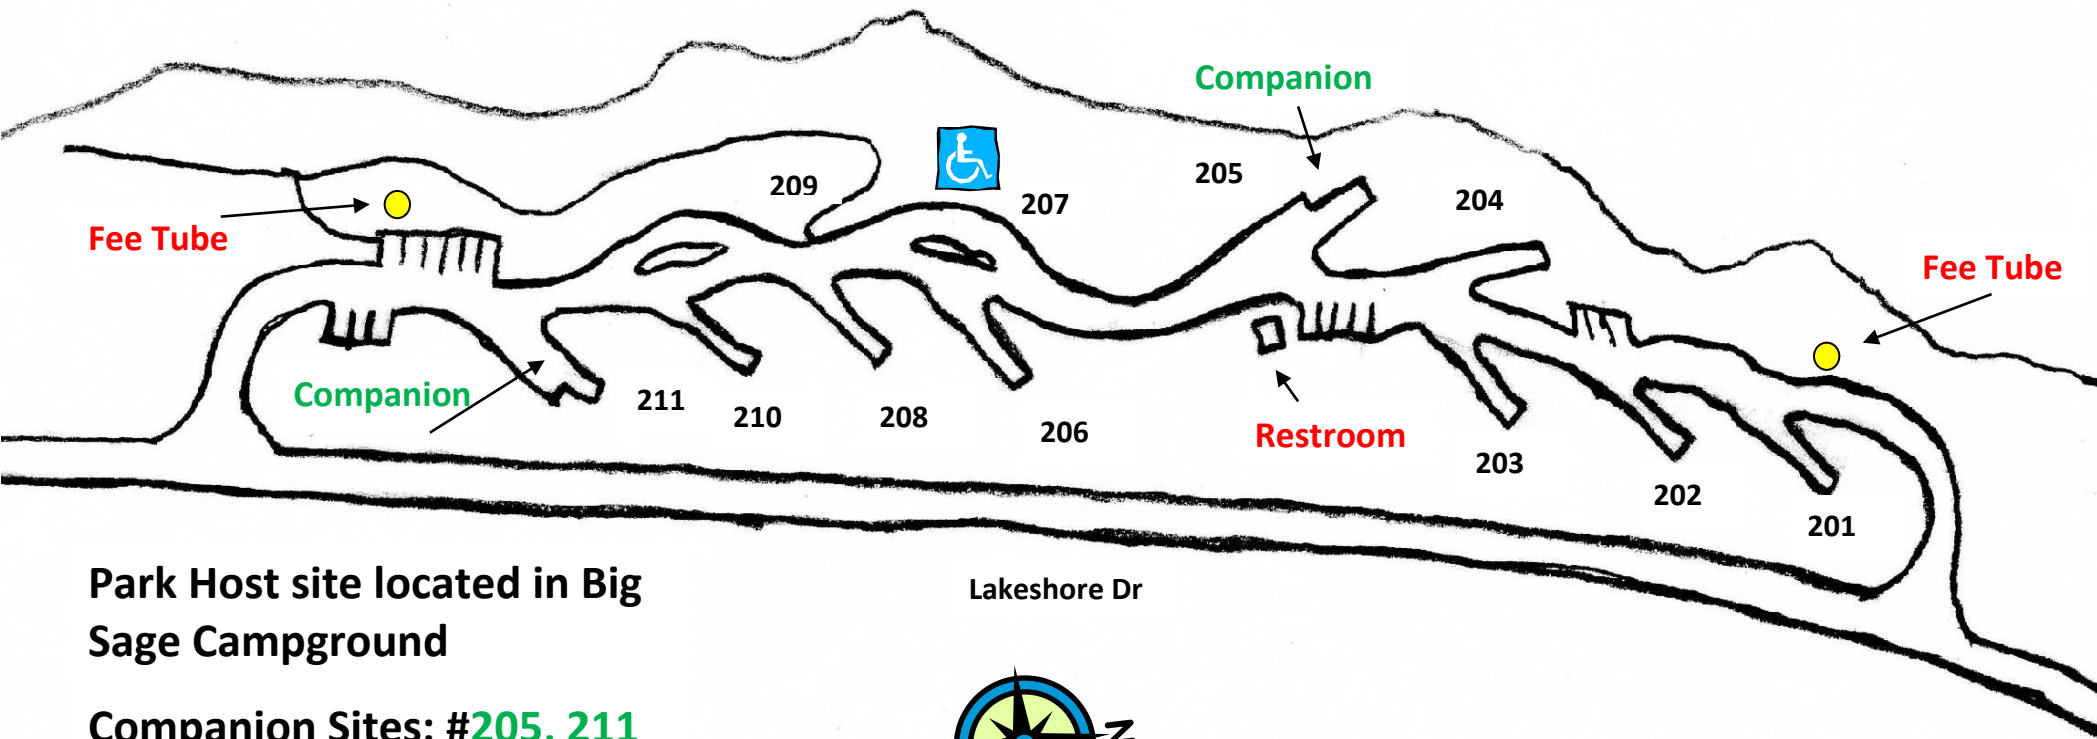 Companion
205
204
209
207
Fee Tube
Fee Tube
Companion
211
210
208
206
Restroom
203
202
201
Park Host site located in Big
Sage Campground
Lakeshore Dr
Companion Sites: #205, 211
N